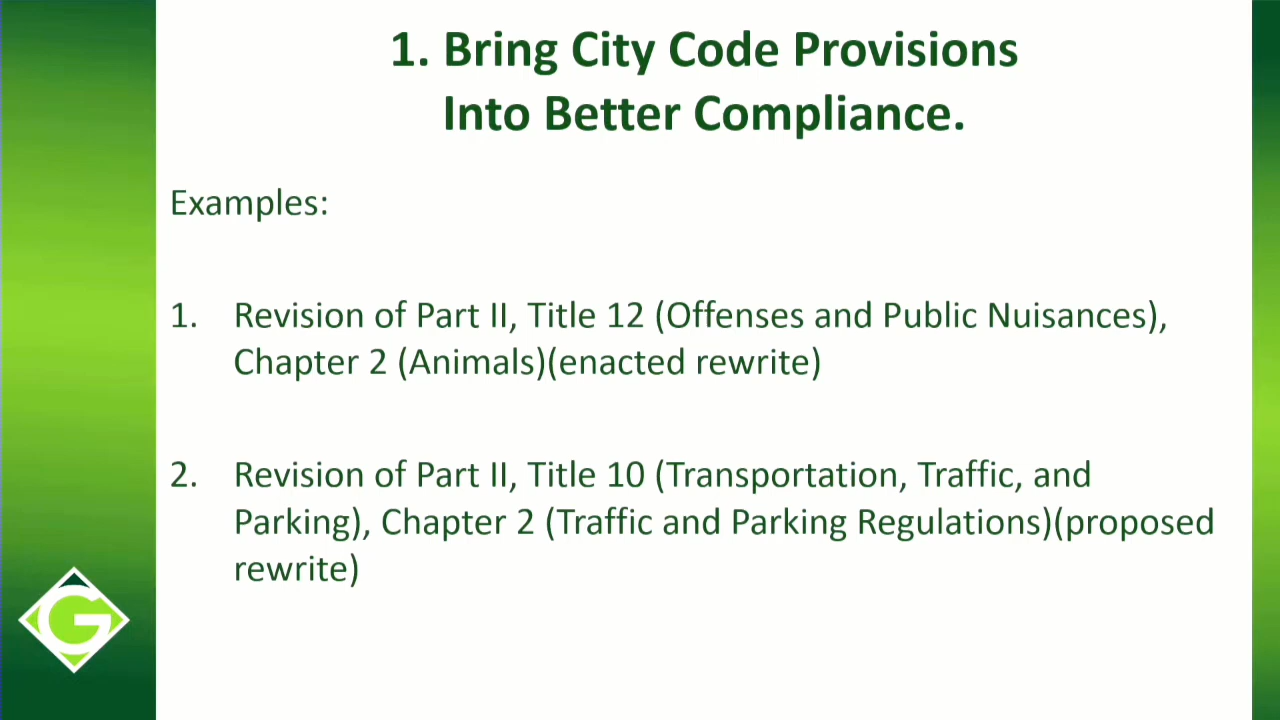 1. Bring City Code Provisions
Into Better Compliance.
Examples:
1. Revision of Part II, Title 12 (Offenses and Public Nuisances),
Chapter 2 (Animals)(enacted rewrite)
2. Revision of Part II, Title 10 (Transportation, Traffic, and
Parking), Chapter 2 (Traffic and Parking Regulations)(proposed
rewrite)
G